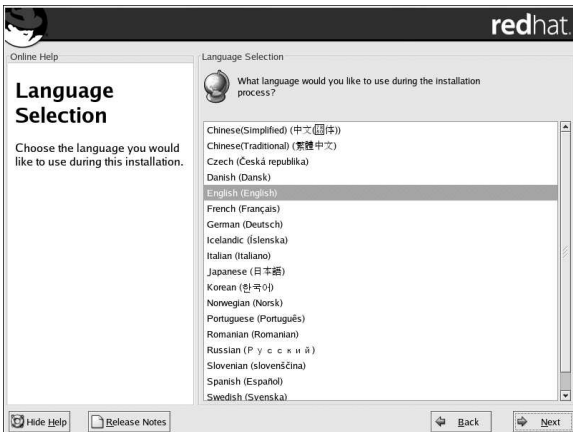 redhat.
Online Help
Language
Selection
Choose the language you would
like to use during this installation.
Language Selection
What language would you like to use during the installation
process?
Chinese(Simplified) (中文(体))
Chinese(Traditional) (繁體中文)
Czech (Česká republika)
Danish (Dansk)
English (English)
French (Français)
German (Deutsch)
Icelandic (Íslenska)
Italian (Italiano)
Japanese (日本語)
Korean (한국어)
Norwegian (Norsk)
Portuguese (Português)
Romanian (Romanian)
Russian (Русский)
Slovenian (slovenščina)
Spanish (Español)
Swedish (Svenska)
Hide Help
Release Notes
Back
Next